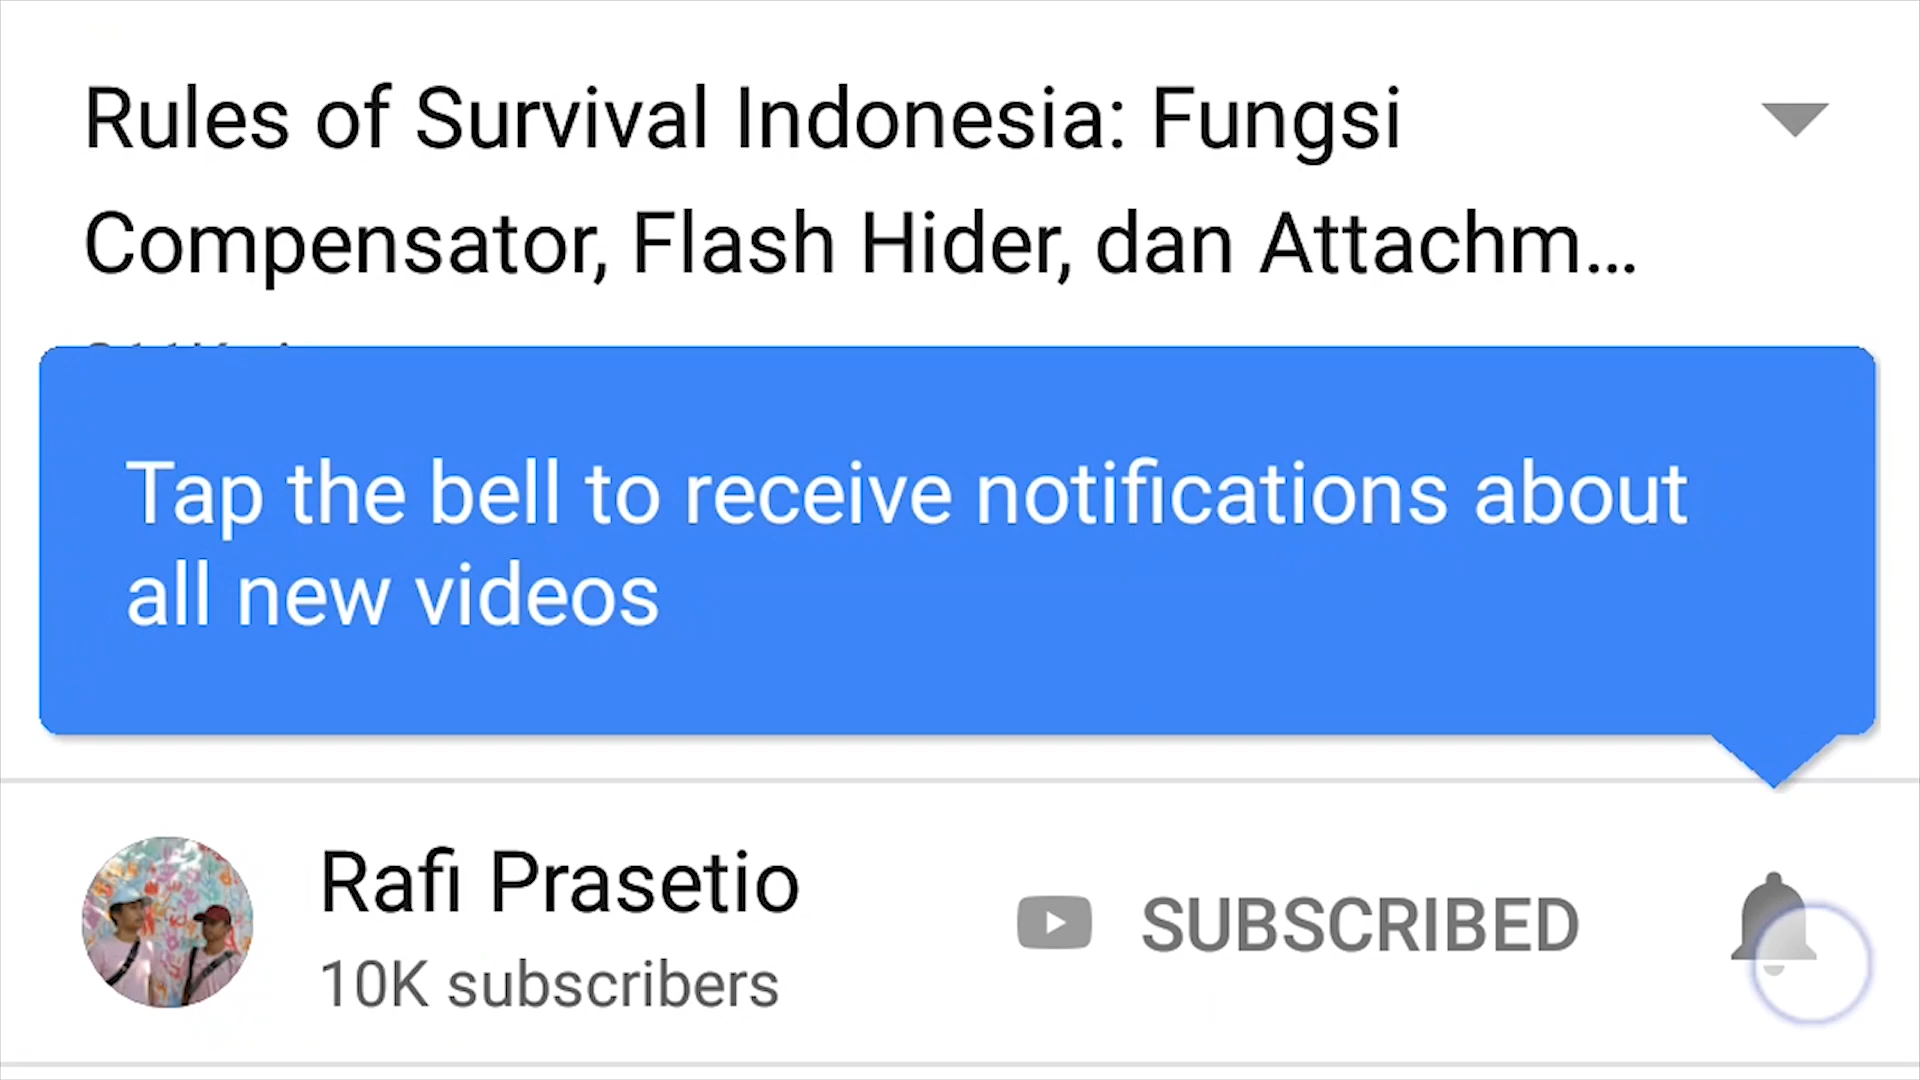 Rules of Survival Indonesia: Fungsi
Compensator, Flash Hider, dan Attachm...
Tap the bell to receive notifications about
all new videos
Rafi Prasetio
SUBSCRIBED
10K subscribers